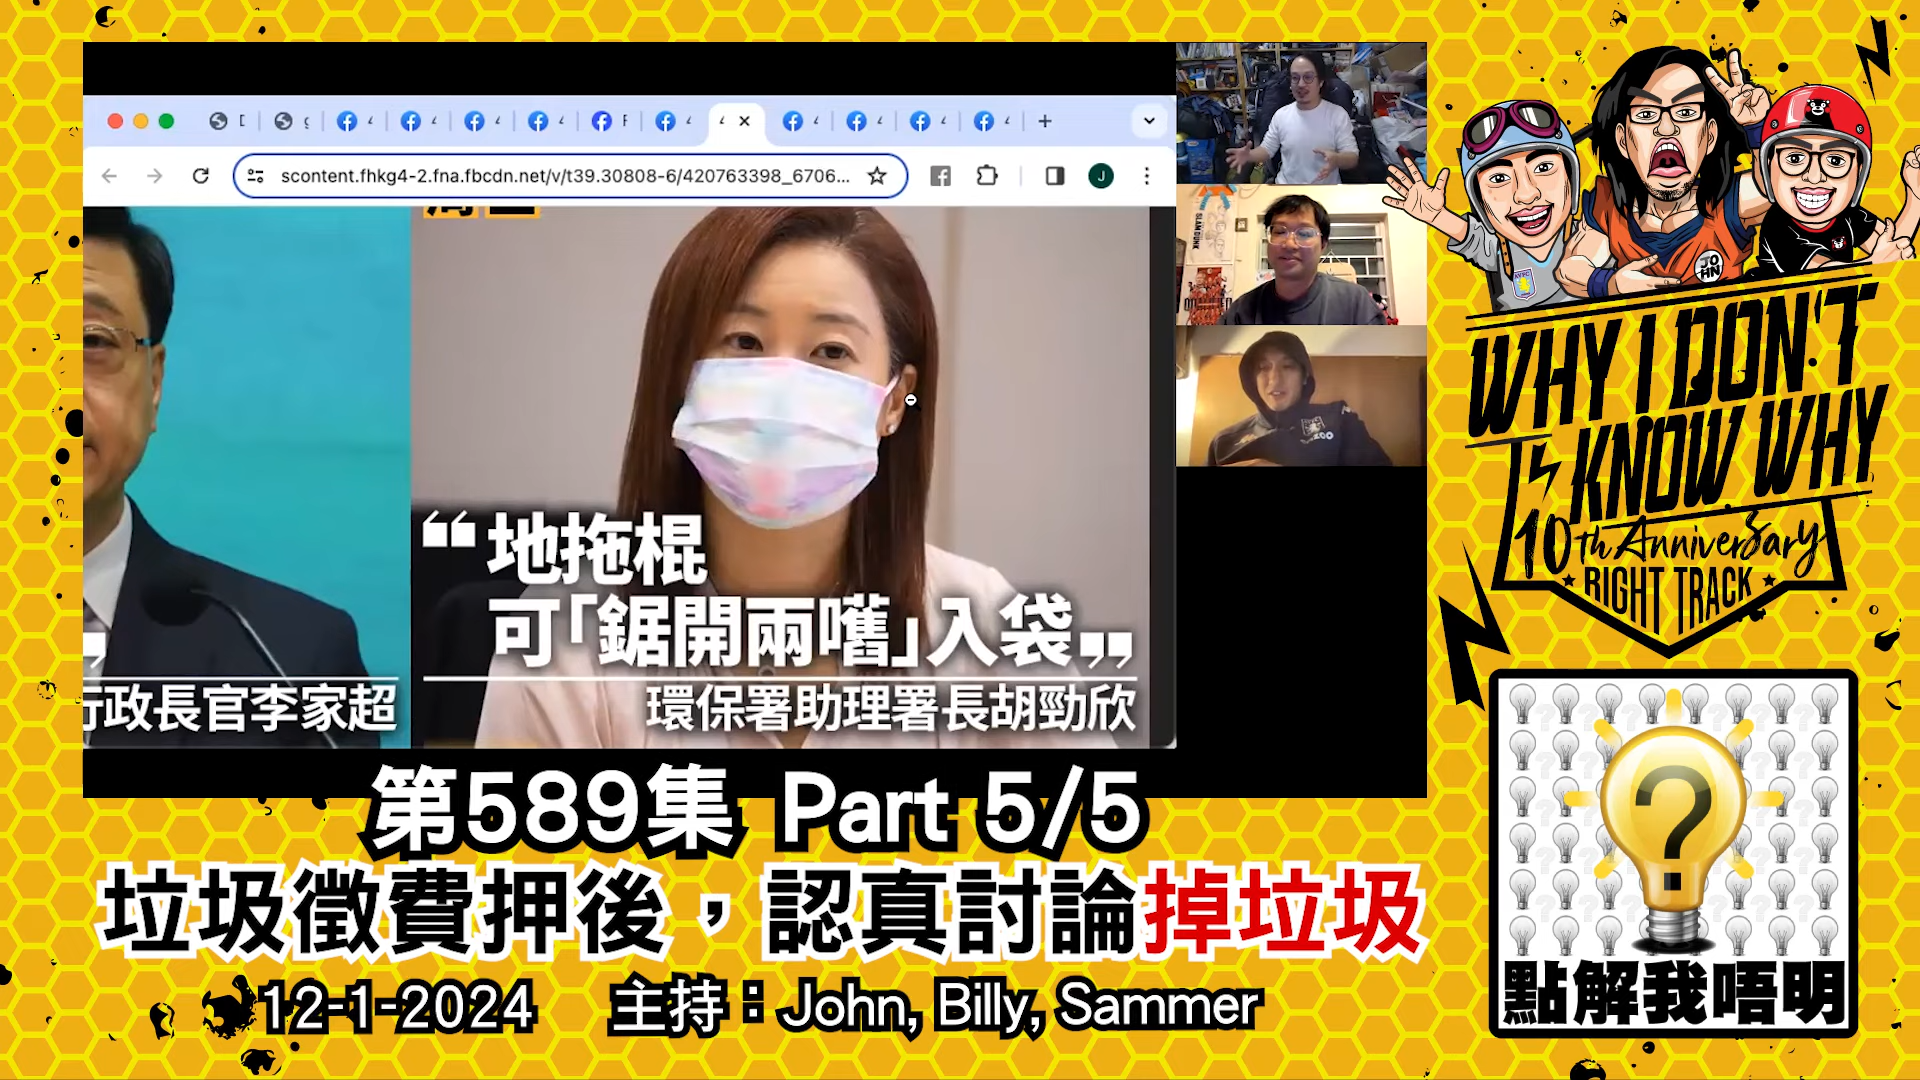 scontent.fhkg4-2.fna.fbcdn.net/v/t39.30808-6/420763398_6706...
J
“地拖棍
可「鋸開兩嚿」入袋”
環保署助理署長胡勁欣
行政長官李家超
SLAM DUNK
JOHN
WHY I DON'T
KNOW WHY
10th Anniversary
RIGHT TRACK
第589集 Part 5/5
垃圾徵費押後，認真討論掉垃圾
12-1-2024 主持：John, Billy, Sammer
?
點解我唔明